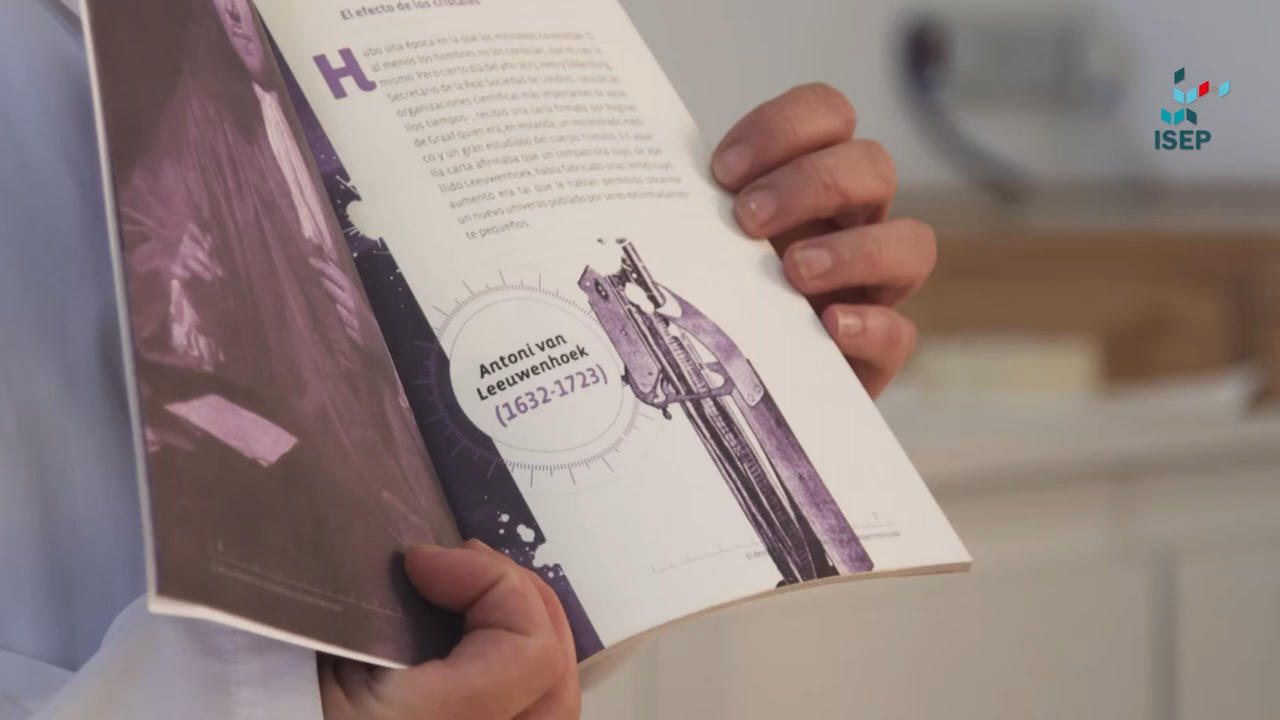 El efecto de los cristales
Hubo una época en la que los microbios no existían o
al menos los hombres no los conocían, que es casi lo
mismo. Pero cierto día del año 1673, Henry Oldenburg,
Secretario de la Real Sociedad de Londres -una de las
organizaciones científicas más importantes de aque-
llos tiempos-, recibió una carta firmada por Regnier
de Graaf quien era, en Holanda, un renombrado médi-
co y un gran estudioso del cuerpo humano. En aque-
lla carta afirmaba que un compatriota suyo, de ape-
llido Leeuwenhoek, había fabricado unas lentes cuyo
aumento era tal que le habían permitido observar
un nuevo universo poblado por seres extremadamen-
te pequeños.
Antoni van
Leeuwenhoek
(1632-1723)
7
ISEP